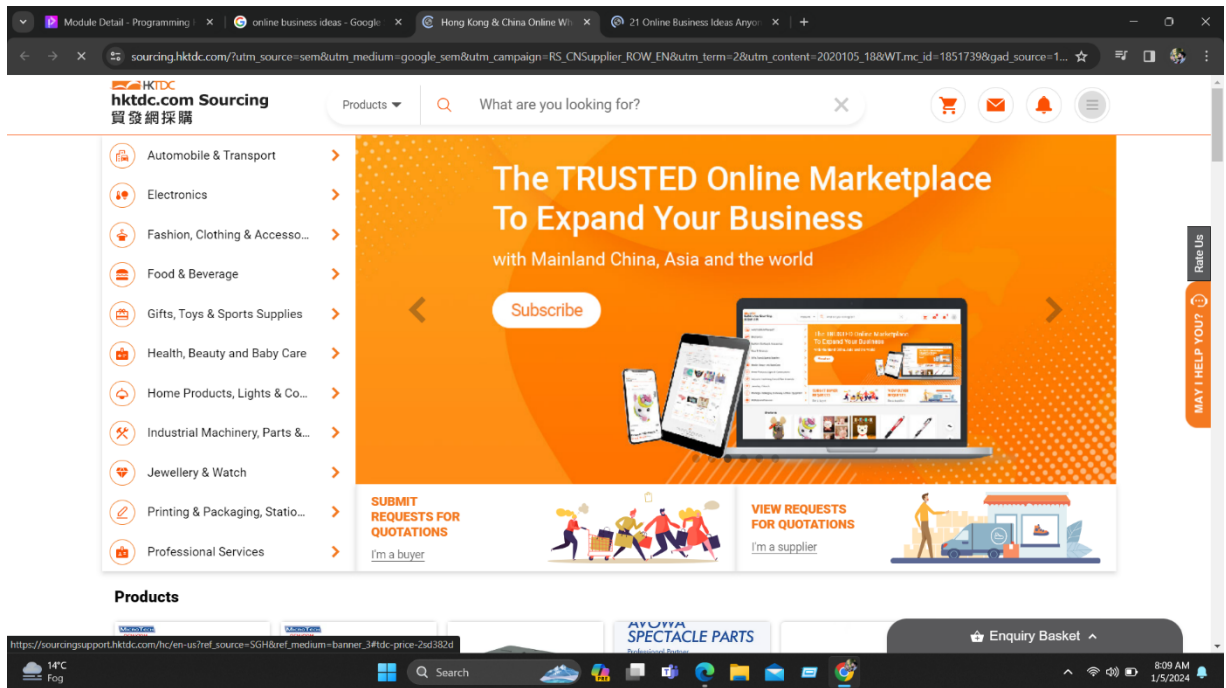 Module Detail - Programming
online business ideas - Google
Hong Kong & China Online Wh
21 Online Business Ideas Anyon
sourcing.hktdc.com/?utm_source=sem&utm_medium=google_sem&utm_campaign=RS_CNSupplier_ROW_EN&utm_term=2&utm_content=2020105_18&WT.mc_id=1851739&gad_source=1...
HKTDC
hktdc.com Sourcing
貿發網採購
Products
What are you looking for?
Automobile & Transport
Electronics
Fashion, Clothing & Accesso...
Food & Beverage
Gifts, Toys & Sports Supplies
Health, Beauty and Baby Care
Home Products, Lights & Co...
Industrial Machinery, Parts &...
Jewellery & Watch
Printing & Packaging, Statio...
Professional Services
The TRUSTED Online Marketplace
To Expand Your Business
with Mainland China, Asia and the world
Subscribe
Rate Us
MAY I HELP YOU?
SUBMIT
REQUESTS FOR
QUOTATIONS
I'm a buyer
VIEW REQUESTS
FOR QUOTATIONS
I'm a supplier
Products
AVOWA
SPECTACLE PARTS
Enquiry Basket
https://sourcingsupport.hktdc.com/hc/en-us?ref_source=SGH&ref_medium=banner_3#tdc-price-2sd382d
14°C
Fog
Search
8:09 AM
1/5/2024